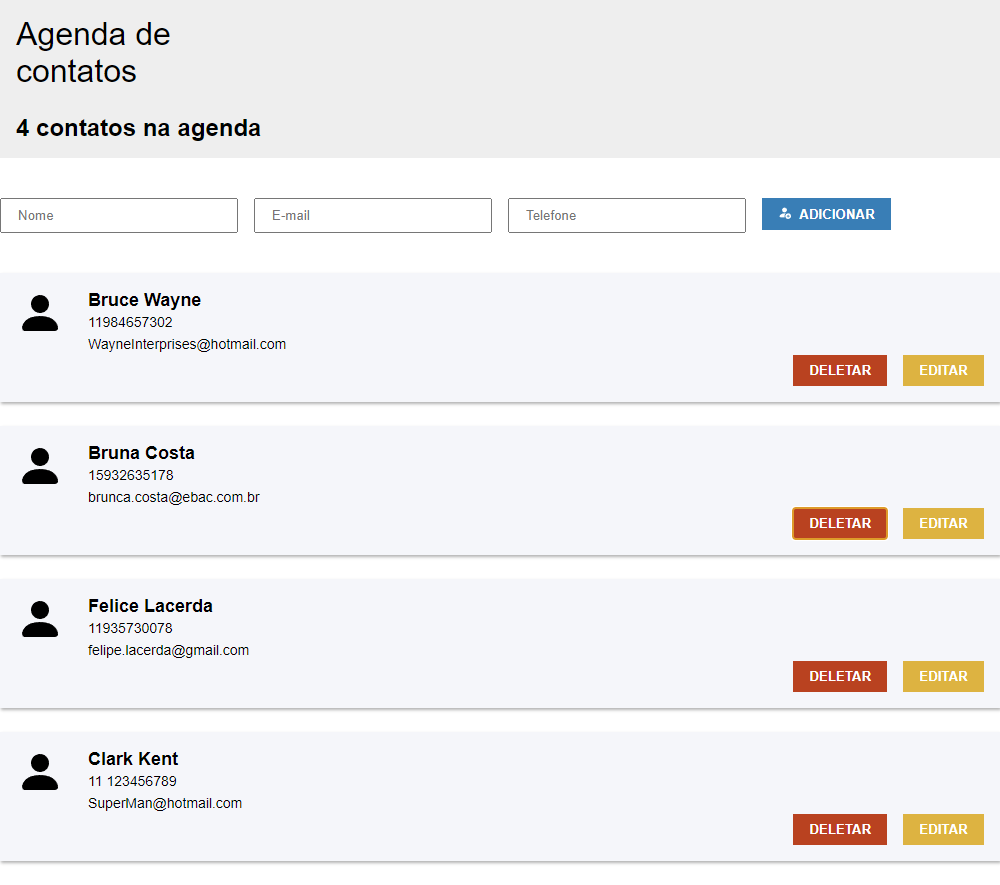 Agenda de
contatos
4 contatos na agenda
Nome E-mail Telefone ADICIONAR
Bruce Wayne
11984657302
WayneInterprises@hotmail.com
DELETAR EDITAR
Bruna Costa
15932635178
brunca.costa@ebac.com.br
DELETAR EDITAR
Felice Lacerda
11935730078
felipe.lacerda@gmail.com
DELETAR EDITAR
Clark Kent
11 123456789
SuperMan@hotmail.com
DELETAR EDITAR